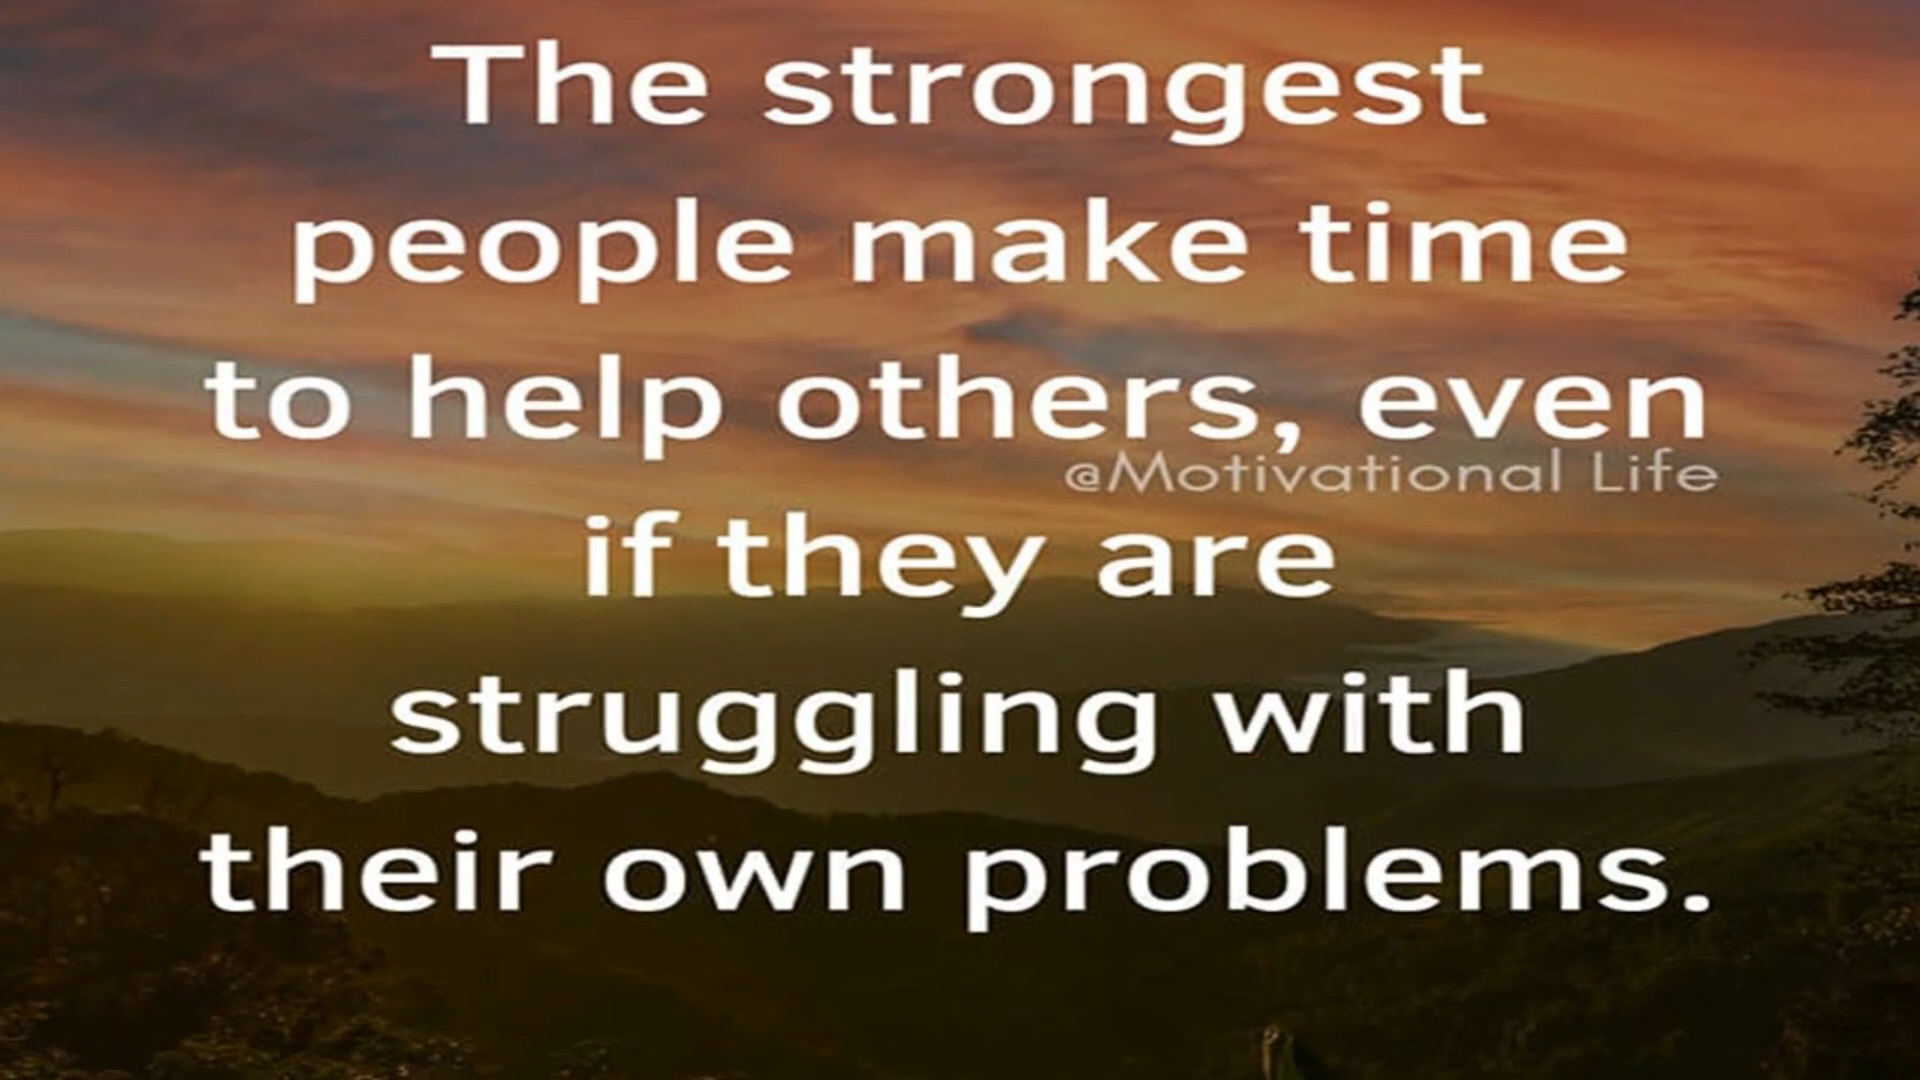 The strongest
people make time
to help others, even
@Motivational Life
if they are
struggling with
their own problems.